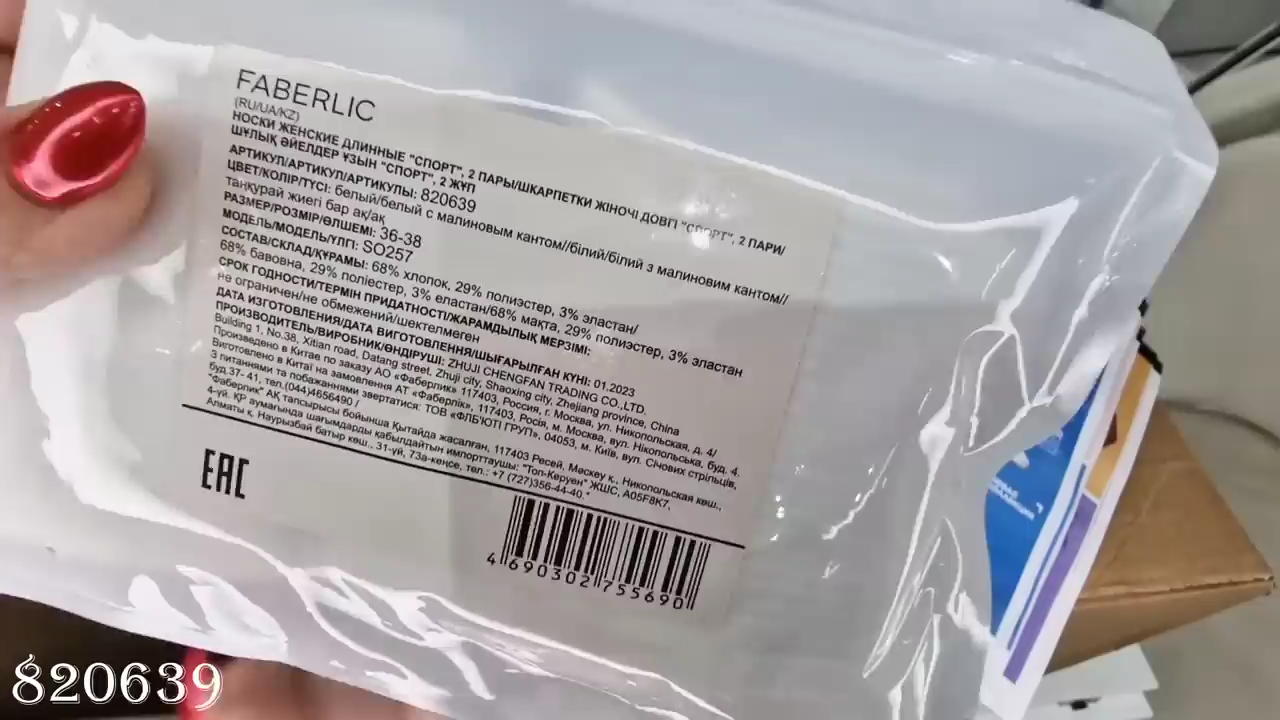 FABERLIC
(RU/UA/KZ)
НОСКИ ЖЕНСКИЕ ДЛИННЫЕ "СПОРТ", 2 ПАРЫ/ШКАРПЕТКИ ЖІНОЧІ ДОВГІ "СПОРТ", 2 ПАРИ/
ШҰЛЫҚ ӘЙЕЛДЕР ҰЗЫН "СПОРТ", 2 ЖҰП
АРТИКУЛ/АРТИКУЛ/АРТИКУЛЫ: 820639
ЦВЕТ/КОЛІР/ТҮСІ: белый/белый с малиновым кантом//білий/білий з малиновим кантом//
Таңқурай жиегі бар ақ/ақ
РАЗМЕР/РОЗМІР/ӨЛШЕМІ: 36-38
МОДЕЛЬ/МОДЕЛЬ/ҮЛГІ: SO257
СОСТАВ/СКЛАД/ҚҰРАМЫ: 68% хлопок, 29% полиэстер, 3% эластан/
68% бавовна, 29% поліестер, 3% еластан/68% мақта, 29% полиэстер, 3% эластан
СРОК ГОДНОСТИ/ТЕРМІН ПРИДАТНОСТІ/ЖАРАМДЫЛЫҚ МЕРЗІМІ:
не ограничен/не обмежений/шектелмеген
ДАТА ИЗГОТОВЛЕНИЯ/ДАТА ВИГОТОВЛЕННЯ/ШЫҒАРЫЛҒАН КҮНІ: 01.2023
ПРОИЗВОДИТЕЛЬ/ВИРОБНИК/ӨНДІРУШІ: ZHUJI CHENGFAN TRADING CO.,LTD.
Building 1, No.38, Xitian road, Datang street, Zhuji city, Shaoxing city, Zhejiang province, China
Произведено в Китае по заказу АО «Фаберлик» 117403, Россия, г. Москва, ул. Никопольская, д. 4/
Виготовлено в Китаї на замовлення АТ «Фаберлік», 117403, Росія, м. Москва, вул. Нікопольська, буд. 4.
З питаннями та побажаннями звертатися: ТОВ «ФЛБ'ЮТІ ГРУП», 04053, м. Київ, вул. Січових стрільців,
буд.37- 41, тел.(044)4656490 /
"Фаберлик" АҚ тапсырысы бойынша Қытайда жасалған, 117403 Ресей, Мәскеу қ., Никопольская көш.,
4-үй. ҚР аумағында шағымдарды қабылдайтын импорттаушы: "Топ-Керуен" ЖШС, A05F8K7,
Алматы қ. Наурызбай батыр көш., 31-үй, 73а-кеңсе, тел.: +7 (727)356-44-40."
EAC
4 690302 755690
820639